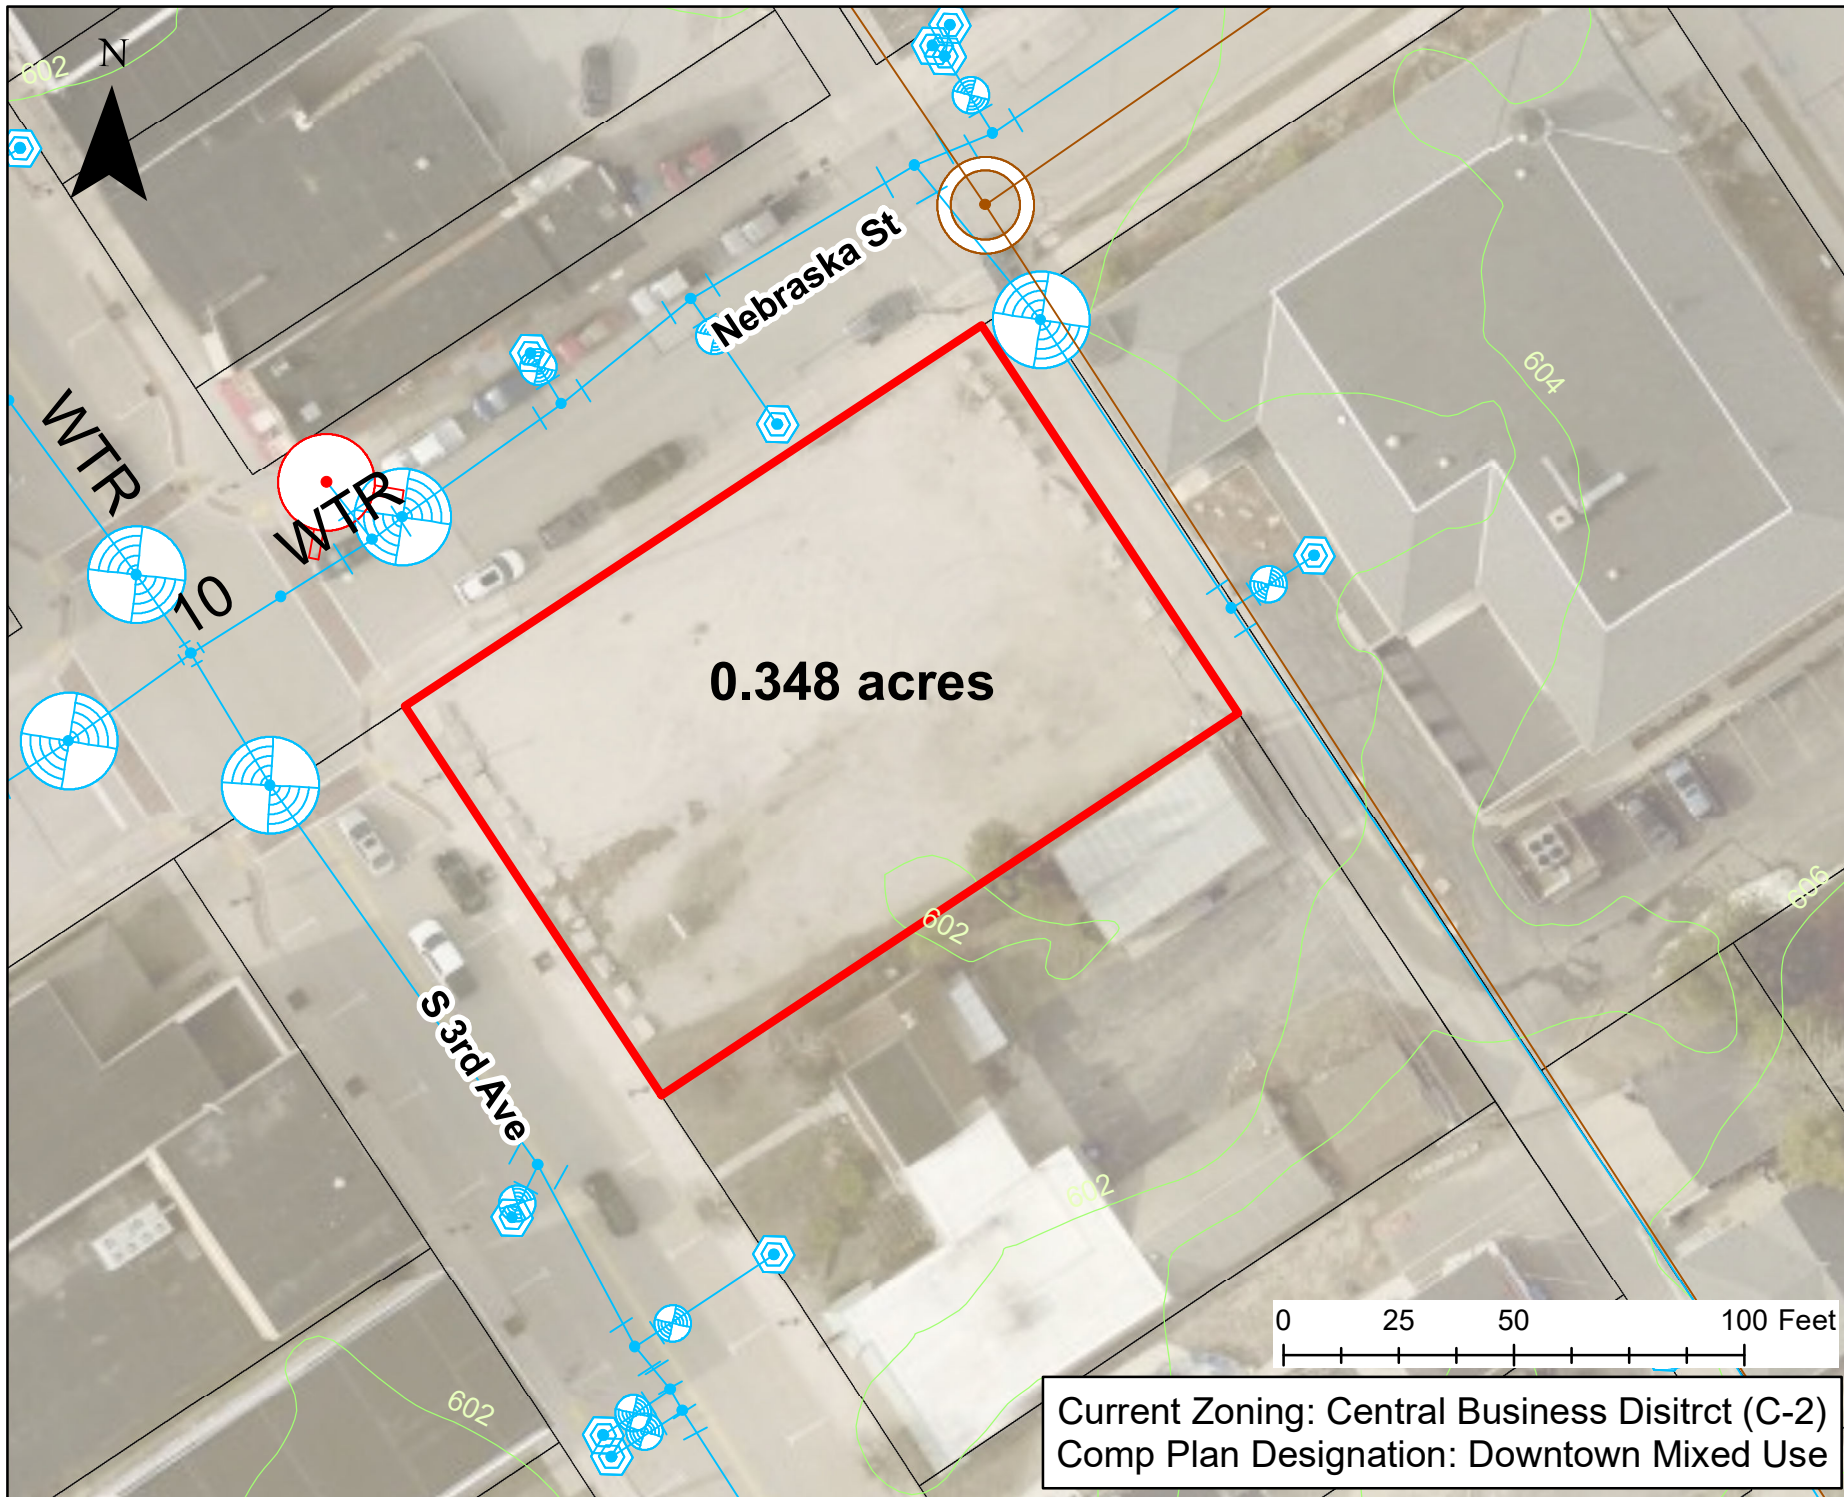 N
602
Nebraska St
604
WTR
WTR
10
0.348 acres
606
602
S 3rd Ave
602
602
0 25 50 100 Feet
Current Zoning: Central Business Disitrct (C-2)
Comp Plan Designation: Downtown Mixed Use